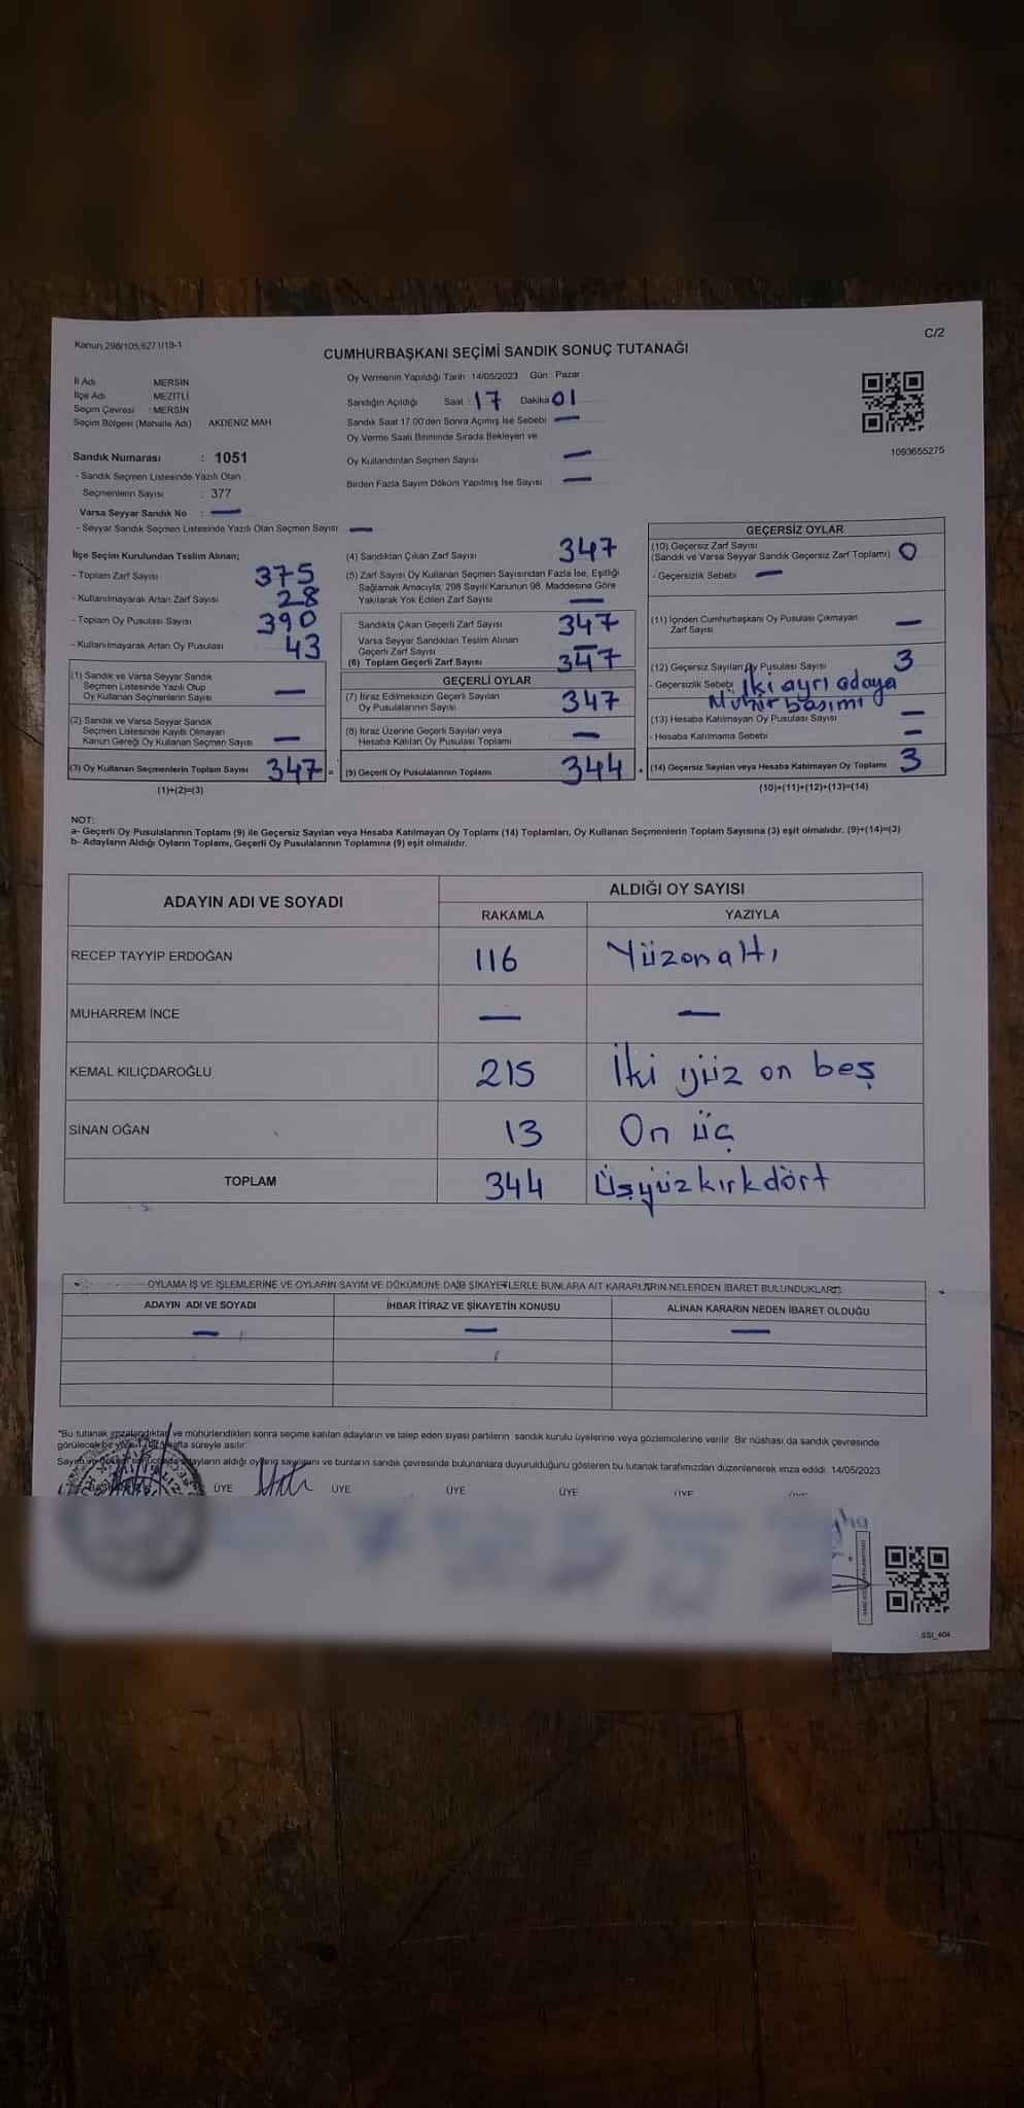 Kanun 298/105,6271/19-1
C/2
CUMHURBAŞKANI SEÇİMİ SANDIK SONUÇ TUTANAĞI
İl Adı MERSİN
İlçe Adı MEZİTLİ
Seçim Çevresi : MERSİN
Seçim Bölgesi (Mahalle Adı) AKDENİZ MAH
Sandık Numarası : 1051
- Sandık Seçmen Listesinde Yazılı Olan
Seçmenlerin Sayısı : 377
Varsa Seyyar Sandık No : —
- Seyyar Sandık Seçmen Listesinde Yazılı Olan Seçmen Sayısı —
Oy Vermenin Yapıldığı Tarih :14/05/2023 Gün : Pazar
Sandığın Açıldığı Saat : 17 Dakika 01
Sandık Saat 17.00'den Sonra Açılmış İse Sebebi —
Oy Verme Saati Bitiminde Sırada Bekleyen ve
Oy Kullandırılan Seçmen Sayısı —
Birden Fazla Sayım Döküm Yapılmış İse Sayısı —
1093655275
İlçe Seçim Kurulundan Teslim Alınan;
- Toplam Zarf Sayısı 375
- Kullanılmayarak Artan Zarf Sayısı 28
- Toplam Oy Pusulası Sayısı 390
- Kullanılmayarak Artan Oy Pusulası 43
(1) Sandık ve Varsa Seyyar Sandık
Seçmen Listesinde Yazılı Olup
Oy Kullanan Seçmenlerin Sayısı —
(2) Sandık ve Varsa Seyyar Sandık
Seçmen Listesinde Kayıtlı Olmayan
Kanun Gereği Oy Kullanan Seçmen Sayısı —
(3) Oy Kullanan Seçmenlerin Toplam Sayısı 347 =
(1)+(2)=(3)
(4) Sandıktan Çıkan Zarf Sayısı 347
(5) Zarf Sayısı Oy Kullanan Seçmen Sayısından Fazla İse, Eşitliği
Sağlamak Amacıyla, 298 Sayılı Kanunun 98. Maddesine Göre
Yakılarak Yok Edilen Zarf Sayısı —
Sandıkta Çıkan Geçerli Zarf Sayısı 347
Varsa Seyyar Sandıktan Teslim Alınan
Geçerli Zarf Sayısı —
(6) Toplam Geçerli Zarf Sayısı 347
GEÇERLİ OYLAR
(7) İtiraz Edilmeksizin Geçerli Sayılan
Oy Pusulalarının Sayısı 347
(8) İtiraz Üzerine Geçerli Sayılan veya
Hesaba Katılan Oy Pusulası Toplamı —
(9) Geçerli Oy Pusulalarının Toplamı 344
GEÇERSİZ OYLAR
(10) Geçersiz Zarf Sayısı
(Sandık ve Varsa Seyyar Sandık Geçersiz Zarf Toplamı) 0
- Geçersizlik Sebebi —
(11) İçinden Cumhurbaşkanı Oy Pusulası Çıkmayan
Zarf Sayısı —
(12) Geçersiz Sayılan Oy Pusulası Sayısı 3
- Geçersizlik Sebebi İki ayrı adaya
Mühür basımı
(13) Hesaba Katılmayan Oy Pusulası Sayısı —
- Hesaba Katılmama Sebebi —
(14) Geçersiz Sayılan veya Hesaba Katılmayan Oy Toplamı 3
(10)+(11)+(12)+(13)=(14)
NOT:
a- Geçerli Oy Pusulalarının Toplamı (9) ile Geçersiz Sayılan veya Hesaba Katılmayan Oy Toplamı (14) Toplamları, Oy Kullanan Seçmenlerin Toplam Sayısına (3) eşit olmalıdır. (9)+(14)=(3)
b- Adayların Aldığı Oyların Toplamı, Geçerli Oy Pusulalarının Toplamına (9) eşit olmalıdır.
ADAYIN ADI VE SOYADI
ALDIĞI OY SAYISI
RAKAMLA YAZIYLA
RECEP TAYYİP ERDOĞAN 116 Yüzonaltı
MUHARREM İNCE — —
KEMAL KILIÇDAROĞLU 215 İki yüz on beş
SİNAN OĞAN 13 On üç
TOPLAM 344 Üçyüzkırkdört
OYLAMA İŞ VE İŞLEMLERİNE VE OYLARIN SAYIM VE DÖKÜMÜNE DAİR ŞİKAYETLERLE BUNLARA AİT KARARLARIN NELERDEN İBARET BULUNDUKLARI
ADAYIN ADI VE SOYADI İHBAR İTİRAZ VE ŞİKAYETİN KONUSU ALINAN KARARIN NEDEN İBARET OLDUĞU
— — —
*Bu tutanak imzalandıktan ve mühürlendikten sonra seçime katılan adayların ve talep eden siyasi partilerin sandık kurulu üyelerine veya gözlemcilerine verilir. Bir nüshası da sandık çevresinde
görülecek bir yere bir hafta süreyle asılır.
adayların aldığı oyların sayılarını ve bunların sandık çevresinde bulunanlara duyurulduğunu gösteren bu tutanak tarafımızdan düzenlenerek imza edildi. 14/05/2023
ÜYE ÜYE ÜYE ÜYE ÜYE
SSI_404